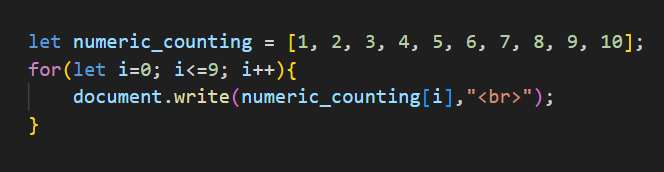 let numeric_counting = [1, 2, 3, 4, 5, 6, 7, 8, 9, 10];
for(let i=0; i<=9; i++){
    document.write(numeric_counting[i],"<br>");
}